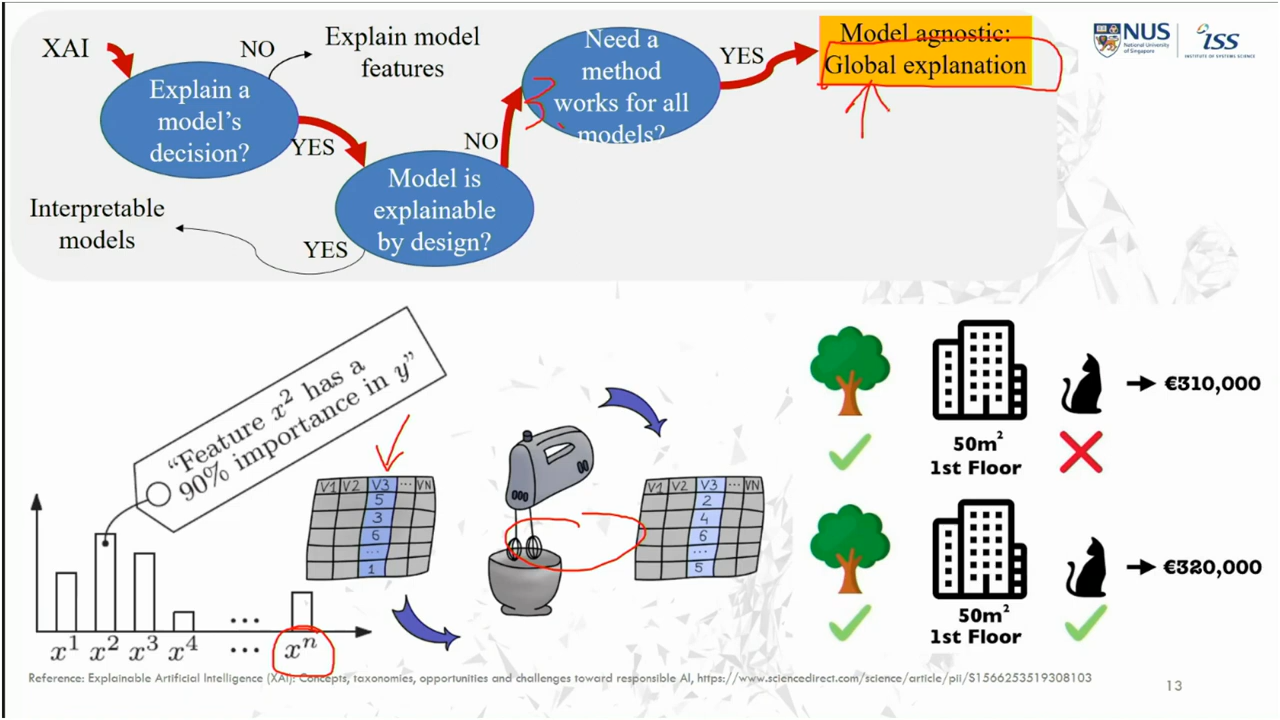 XAI
NO
Explain model
features
Explain a
model's
decision?
YES
Interpretable
models
YES
Model is
explainable
by design?
NO
Need a
method
works for all
models?
YES
Model agnostic:
Global explanation
NUS
National University
of Singapore
iSS
INSTITUTE OF SYSTEMS SCIENCE
"Feature x² has a
90% importance in y"
x¹ x² x³ x⁴ ... xⁿ
...
V1 V2 V3 ... VN
5
3
6
...
1
V1 V2 V3 ... VN
2
4
6
...
5
€310,000
50m²
1st Floor
€320,000
50m²
1st Floor
Reference: Explainable Artificial Intelligence (XAI): Concepts, taxonomies, opportunities and challenges toward responsible AI, https://www.sciencedirect.com/science/article/pii/S1566253519308103
13